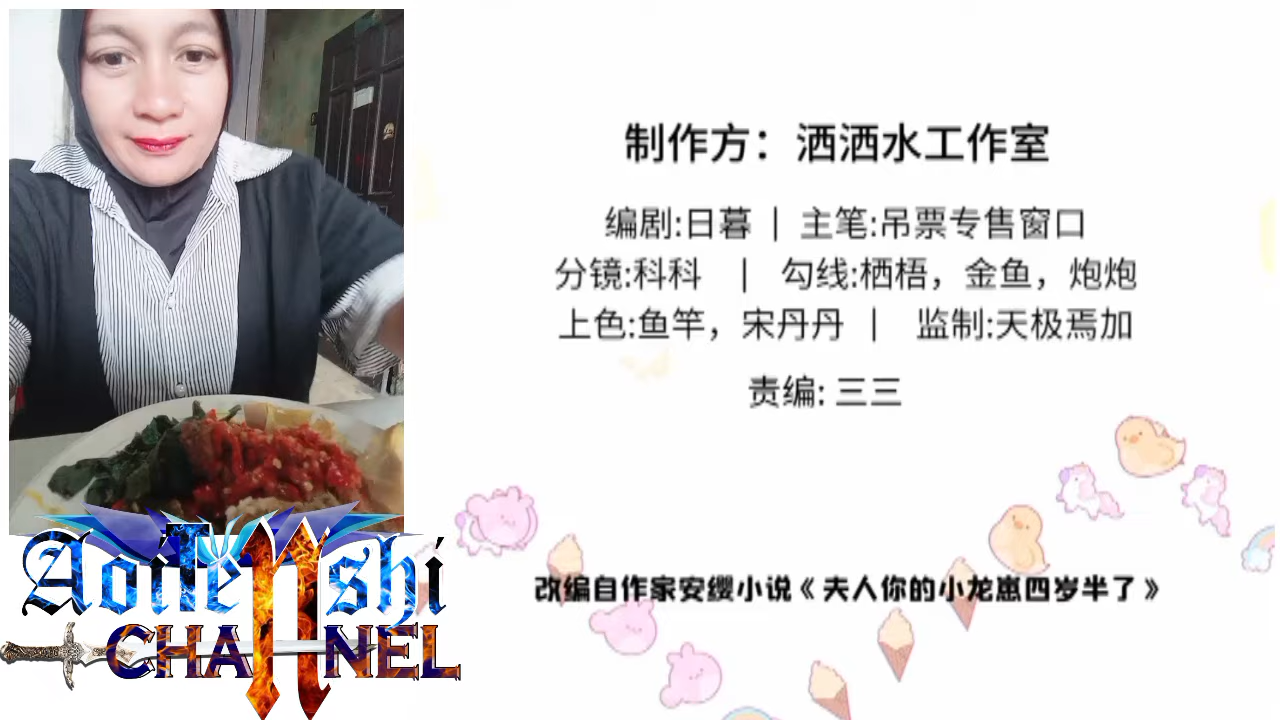 制作方：洒洒水工作室
编剧:日暮 | 主笔:吊票专售窗口
分镜:科科 | 勾线:栖梧，金鱼，炮炮
上色:鱼竿，宋丹丹 | 监制:天极焉加
责编: 三三
改编自作家安缨小说《夫人你的小龙崽四岁半了》
Aoitenshi
CHANNEL